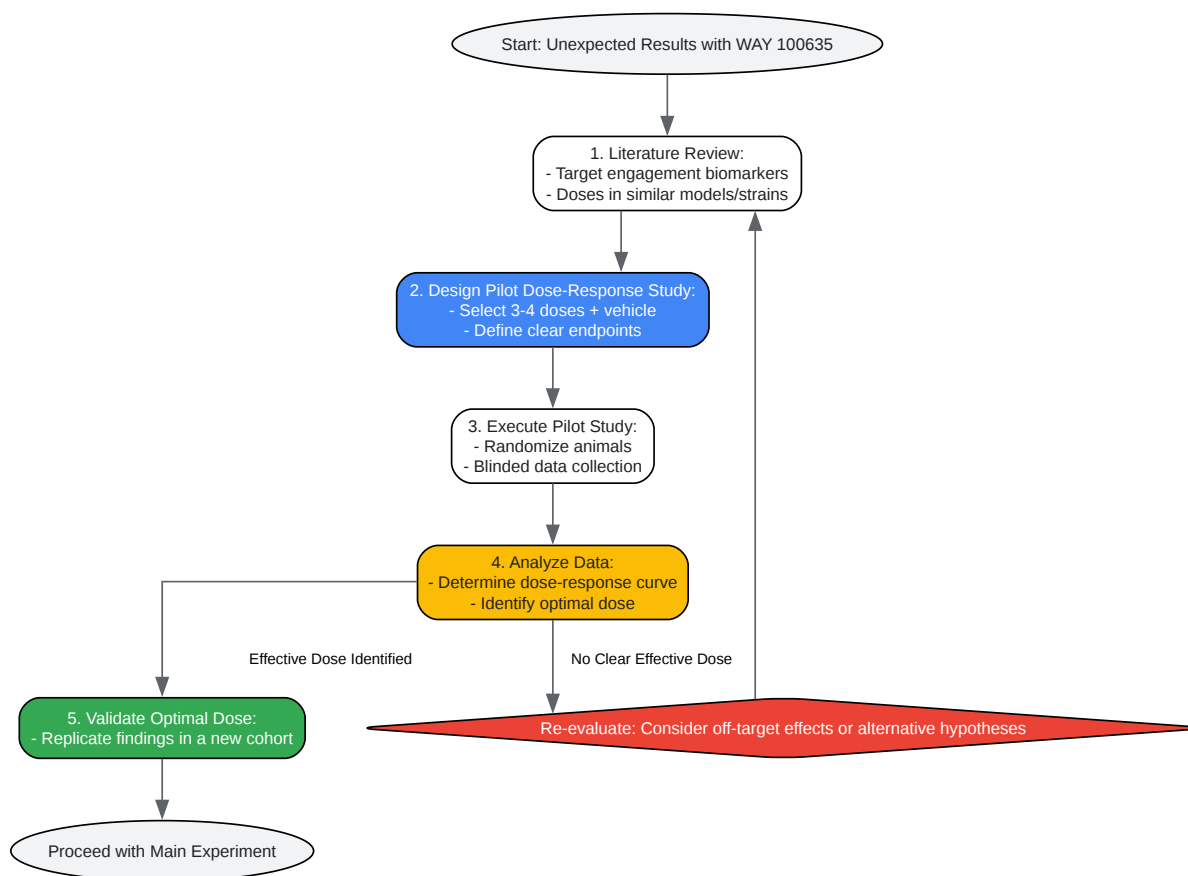 Start: Unexpected Results with WAY 100635
1. Literature Review:
- Target engagement biomarkers
- Doses in similar models/strains
2. Design Pilot Dose-Response Study:
- Select 3-4 doses + vehicle
- Define clear endpoints
3. Execute Pilot Study:
- Randomize animals
- Blinded data collection
4. Analyze Data:
- Determine dose-response curve
- Identify optimal dose
Effective Dose Identified
No Clear Effective Dose
5. Validate Optimal Dose:
- Replicate findings in a new cohort
Re-evaluate: Consider off-target effects or alternative hypotheses
Proceed with Main Experiment